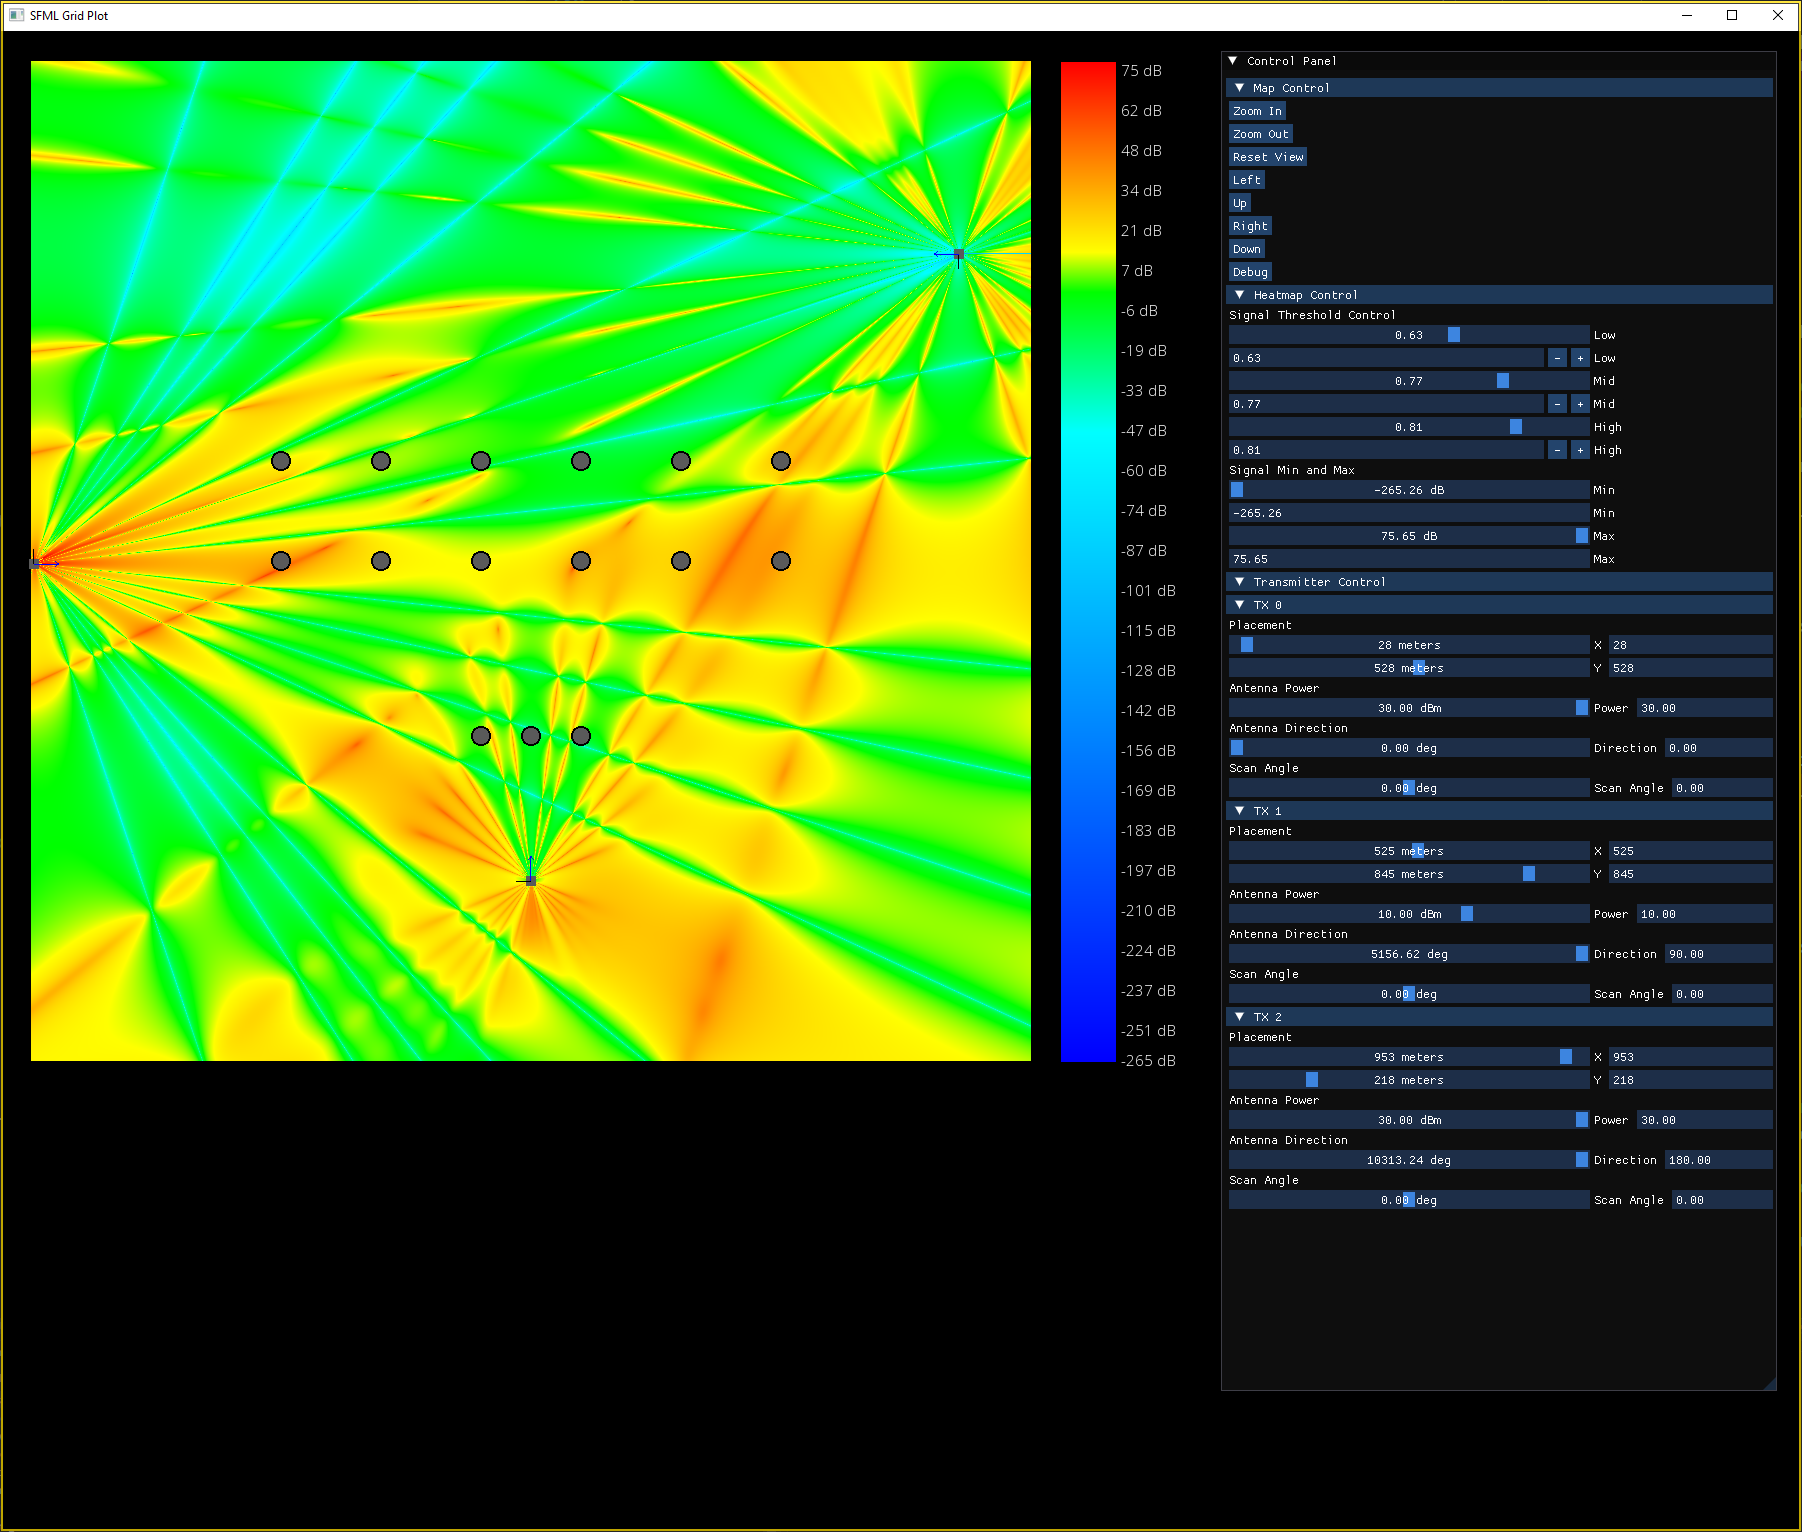 SFML Grid Plot
75 dB
62 dB
48 dB
34 dB
21 dB
7 dB
-6 dB
-19 dB
-33 dB
-47 dB
-60 dB
-74 dB
-87 dB
-101 dB
-115 dB
-128 dB
-142 dB
-156 dB
-169 dB
-183 dB
-197 dB
-210 dB
-224 dB
-237 dB
-251 dB
-265 dB
Control Panel
Map Control
Zoom In
Zoom Out
Reset View
Left
Up
Right
Down
Debug
Heatmap Control
Signal Threshold Control
0.63 Low
0.63 - + Low
0.77 Mid
0.77 - + Mid
0.81 High
0.81 - + High
Signal Min and Max
-265.26 dB Min
-265.26 Min
75.65 dB Max
75.65 Max
Transmitter Control
TX 0
Placement
28 meters X 28
528 meters Y 528
Antenna Power
30.00 dBm Power 30.00
Antenna Direction
0.00 deg Direction 0.00
Scan Angle
0.00 deg Scan Angle 0.00
TX 1
Placement
525 meters X 525
845 meters Y 845
Antenna Power
10.00 dBm Power 10.00
Antenna Direction
5156.62 deg Direction 90.00
Scan Angle
0.00 deg Scan Angle 0.00
TX 2
Placement
953 meters X 953
218 meters Y 218
Antenna Power
30.00 dBm Power 30.00
Antenna Direction
10313.24 deg Direction 180.00
Scan Angle
0.00 deg Scan Angle 0.00